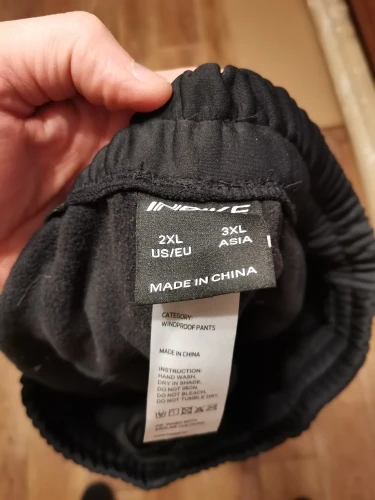 2XL
US/EU
3XL
ASIA
MADE IN CHINA
CATEGORY:
WINDPROOF PANTS
MADE IN CHINA
INSTRUCTION:
HAND WASH.
DRY IN SHADE.
DO NOT IRON.
DO NOT BLEACH.
DO NOT TUMBLE DRY.